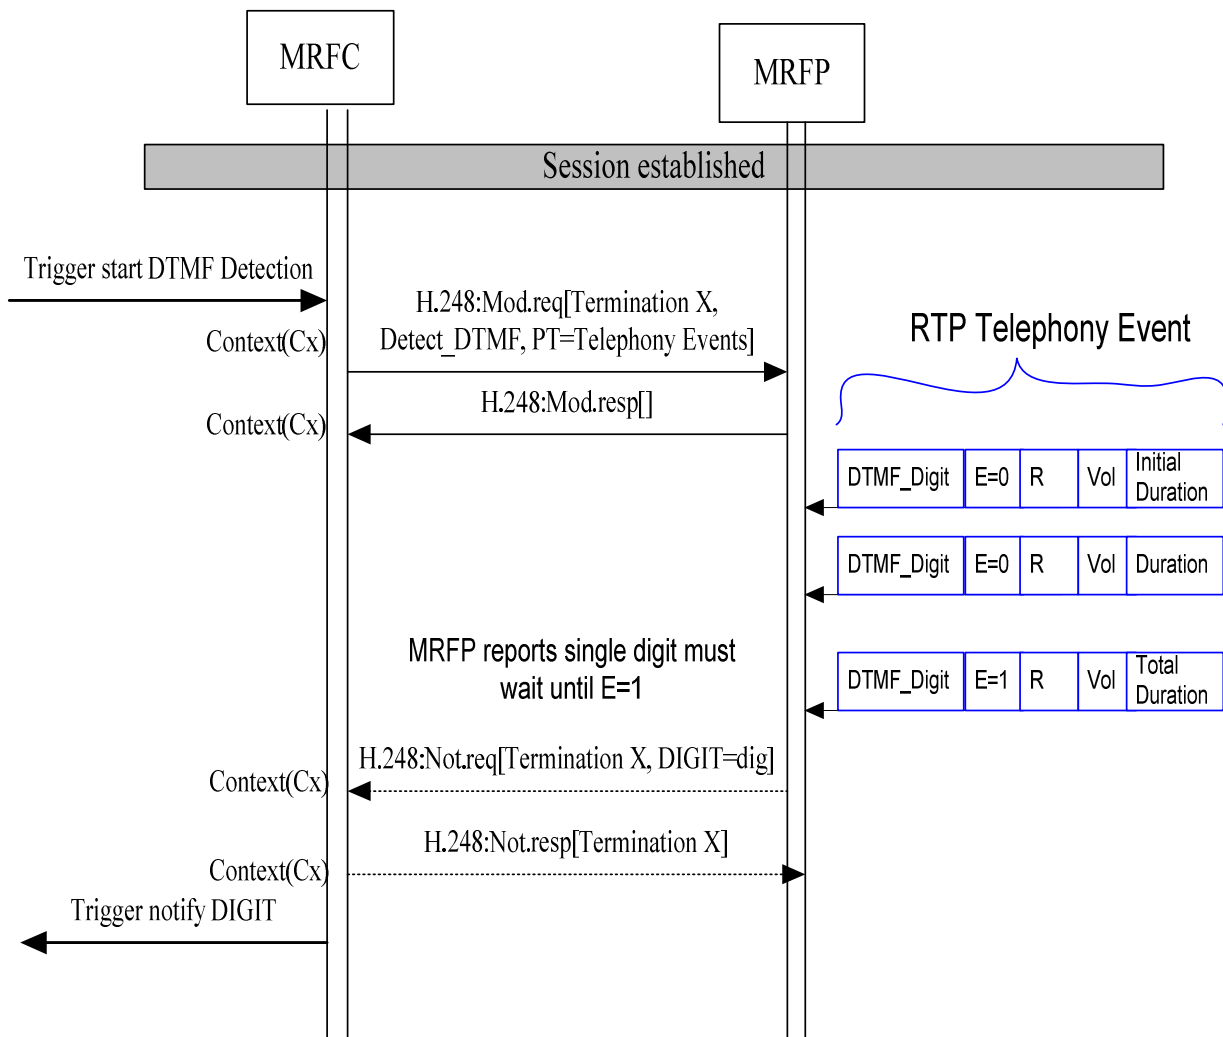 MRFC
MRFP
Session established
Trigger start DTMF Detection
H.248:Mod.req[Termination X,
Detect_DTMF, PT=Telephony Events]
Context(Cx)
RTP Telephony Event
H.248:Mod.resp[]
Context(Cx)
DTMF_Digit E=0 R Vol Initial
Duration
DTMF_Digit E=0 R Vol Duration
MRFP reports single digit must
wait until E=1
DTMF_Digit E=1 R Vol Total
Duration
H.248:Not.req[Termination X, DIGIT=dig]
Context(Cx)
H.248:Not.resp[Termination X]
Context(Cx)
Trigger notify DIGIT